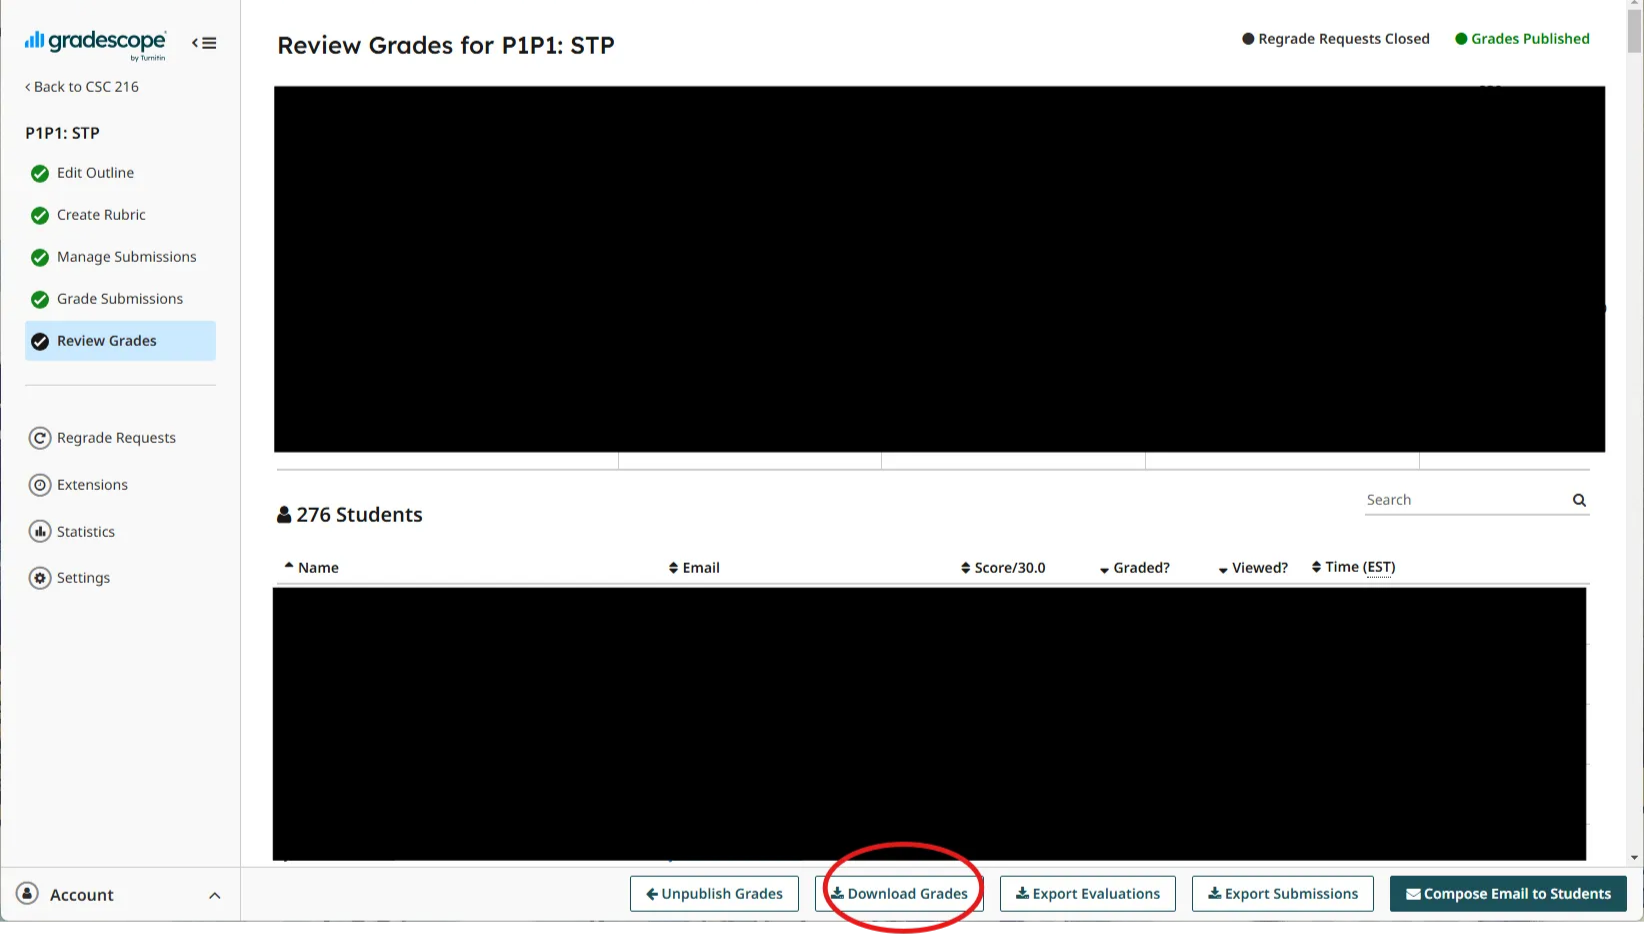 gradescope
by Turnitin
Back to CSC 216
P1P1: STP
Edit Outline
Create Rubric
Manage Submissions
Grade Submissions
Review Grades
Regrade Requests
Extensions
Statistics
Settings
Account
Review Grades for P1P1: STP
Regrade Requests Closed
Grades Published
276 Students
Search
Name Email Score/30.0 Graded? Viewed? Time (EST)
Unpublish Grades Download Grades Export Evaluations Export Submissions Compose Email to Students